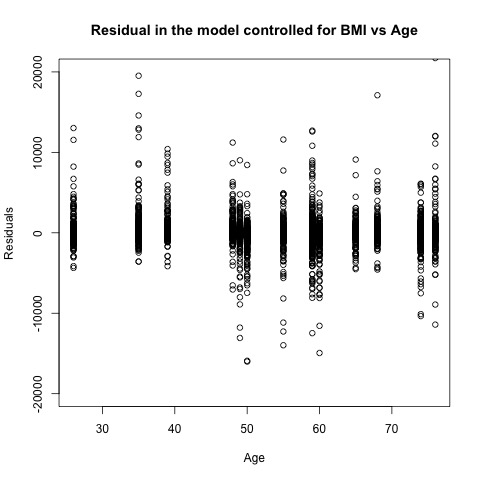 Residual in the model controlled for BMI vs Age
20000
10000
0
-10000
-20000
Residuals
30 40 50 60 70
Age